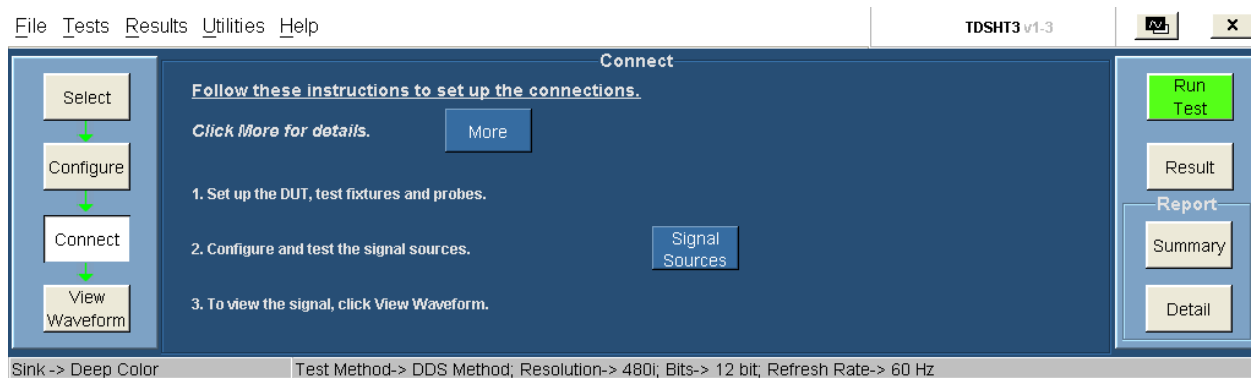 File Tests Results Utilities Help
TDSHT3 v1-3
Connect
Select
Configure
Connect
View
Waveform
Follow these instructions to set up the connections.
Click More for details.
More
1. Set up the DUT, test fixtures and probes.
2. Configure and test the signal sources.
Signal
Sources
3. To view the signal, click View Waveform.
Run
Test
Result
Report
Summary
Detail
Sink -> Deep Color
Test Method-> DDS Method; Resolution-> 480i; Bits-> 12 bit; Refresh Rate-> 60 Hz